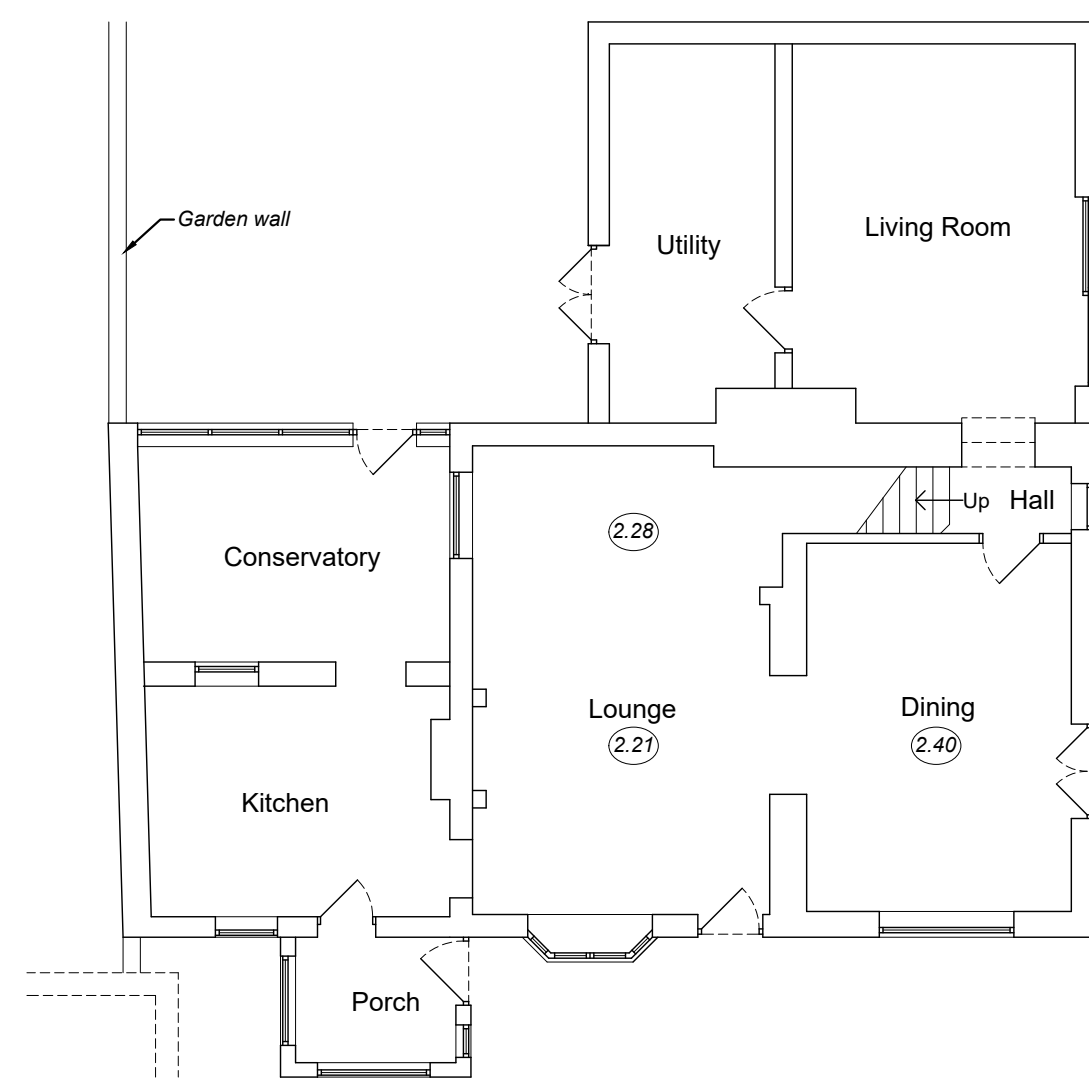 Garden wall
Living Room
Utility
Up
Hall
2.28
Conservatory
Lounge
2.21
Dining
2.40
Kitchen
Porch